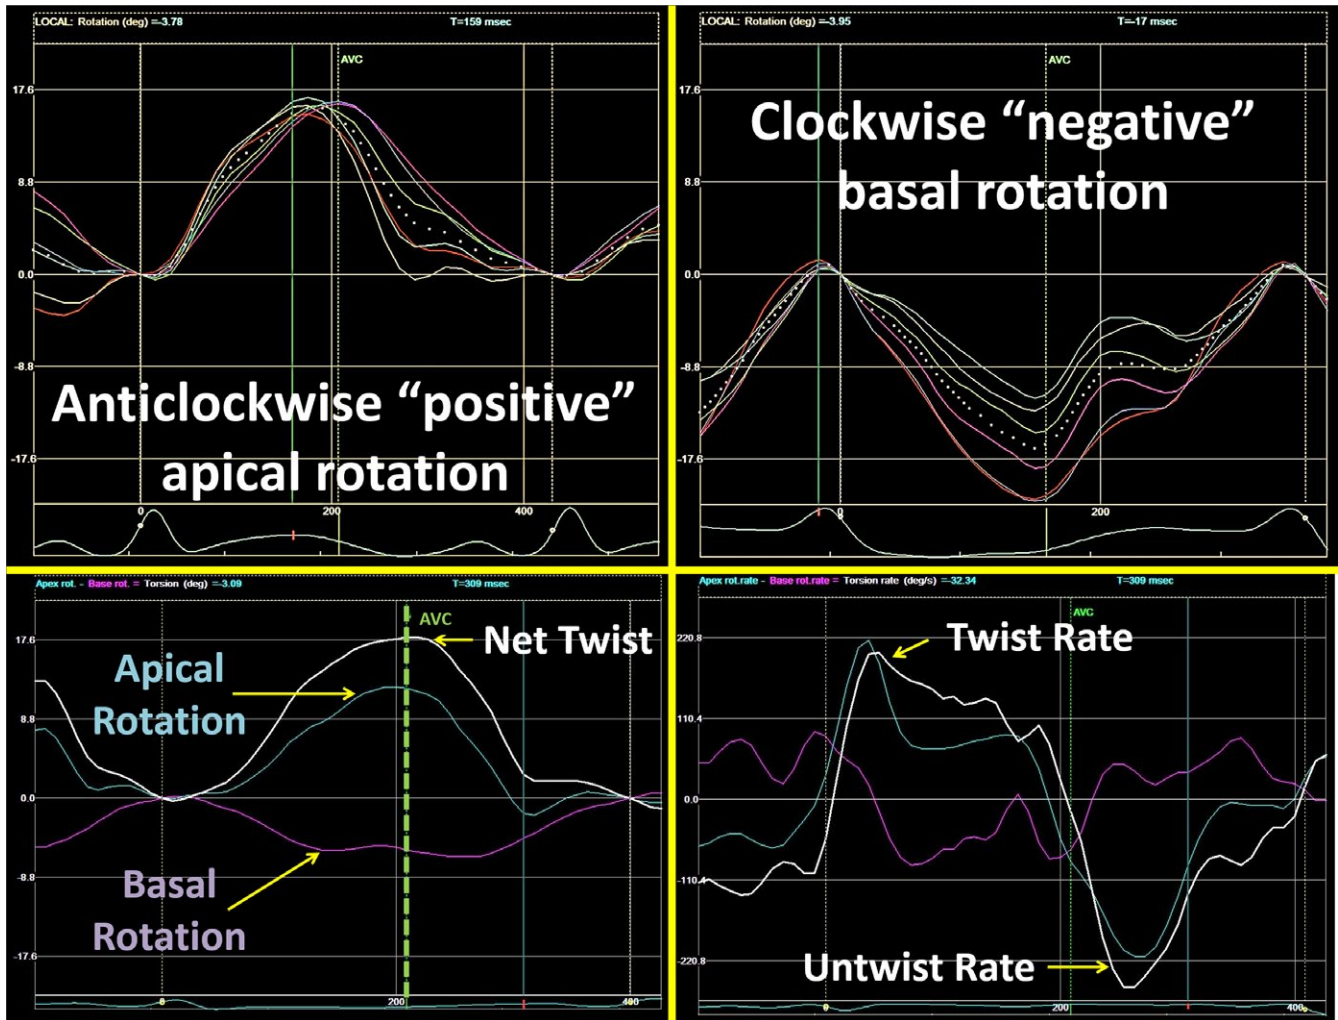 LOCAL: Rotation (deg) =-3.78 T=159 msec
AVC
17.6
8.8
0.0
-8.8
-17.6
Anticlockwise “positive”
apical rotation
0 200 400
LOCAL: Rotation (deg) =-3.95 T=-17 msec
AVC
17.6
8.8
0.0
-8.8
-17.6
Clockwise “negative”
basal rotation
0 200
Apex rot. - Base rot. = Torsion (deg) =-3.09 T=309 msec
AVC
17.6
8.8
0.0
-8.8
-17.6
Net Twist
Apical
Rotation
Basal
Rotation
0 200 400
Apex rot.rate - Base rot.rate = Torsion rate (deg/s) =-32.34 T=309 msec
AVC
220.8
110.4
0.0
-110.4
-220.8
Twist Rate
Untwist Rate
0 200 400